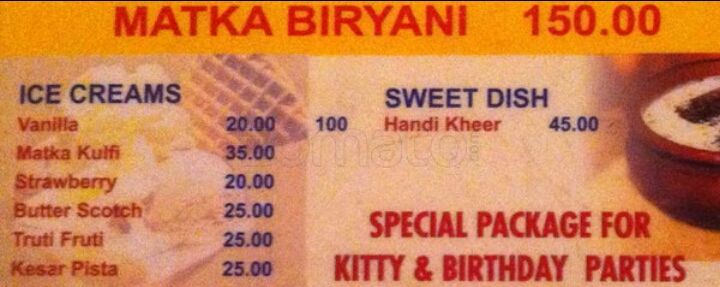 MATKA BIRYANI 150.00
ICE CREAMS
Vanilla 20.00 100
Matka Kulfi 35.00
Strawberry 20.00
Butter Scotch 25.00
Truti Fruti 25.00
Kesar Pista 25.00
SWEET DISH
Handi Kheer 45.00
SPECIAL PACKAGE FOR
KITTY & BIRTHDAY PARTIES
zomato